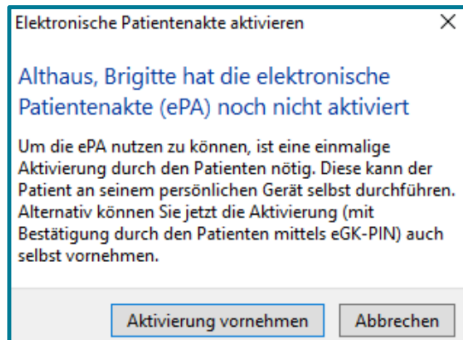 Elektronische Patientenakte aktivieren
Althaus, Brigitte hat die elektronische
Patientenakte (ePA) noch nicht aktiviert
Um die ePA nutzen zu können, ist eine einmalige
Aktivierung durch den Patienten nötig. Diese kann der
Patient an seinem persönlichen Gerät selbst durchführen.
Alternativ können Sie jetzt die Aktivierung (mit
Bestätigung durch den Patienten mittels eGK-PIN) auch
selbst vornehmen.
Aktivierung vornehmen Abbrechen